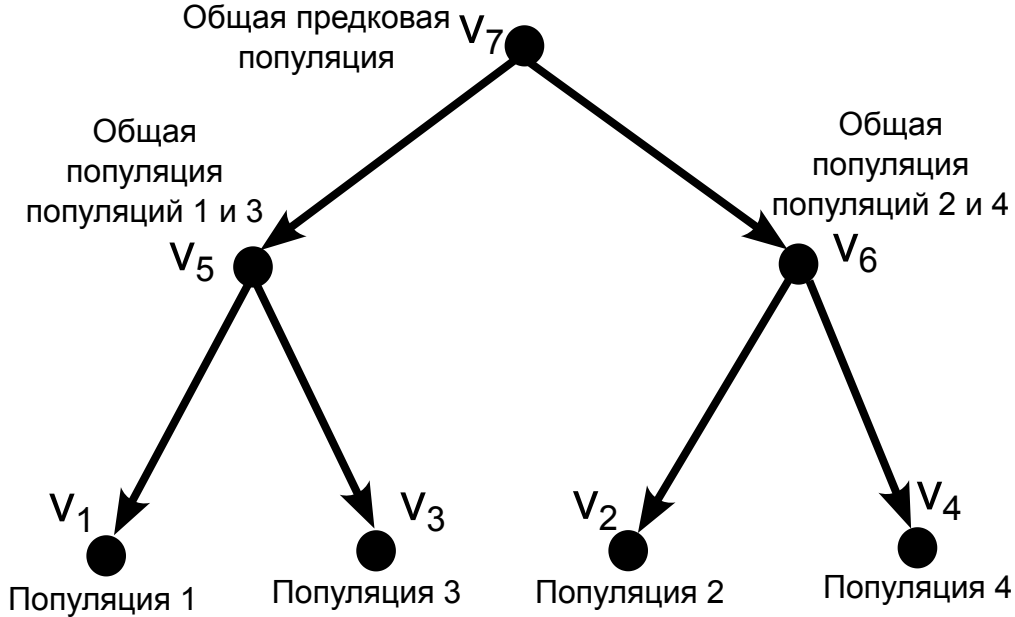 Общая предковая
популяция
v7
Общая
популяция
популяций 1 и 3
v5
Общая
популяция
популяций 2 и 4
v6
v1
v3
v2
v4
Популяция 1
Популяция 3
Популяция 2
Популяция 4